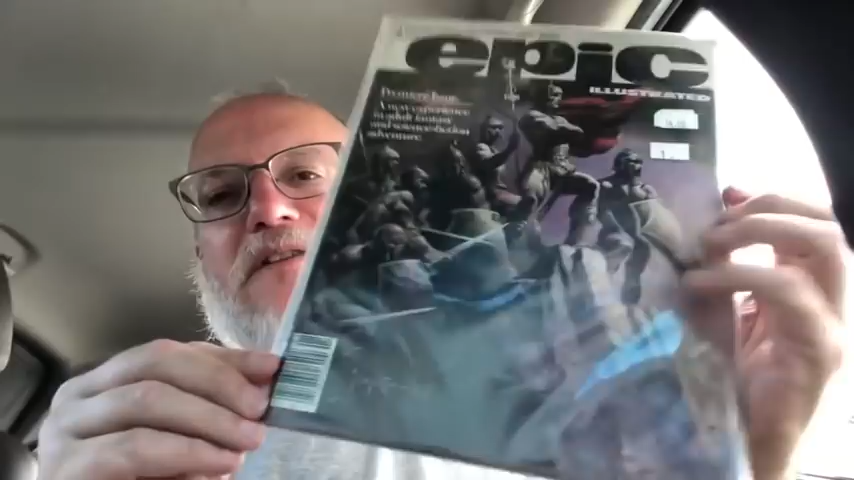 epic
ILLUSTRATED
Premiere Issue
A new experience
in adult fantasy
and science-fiction
adventure.